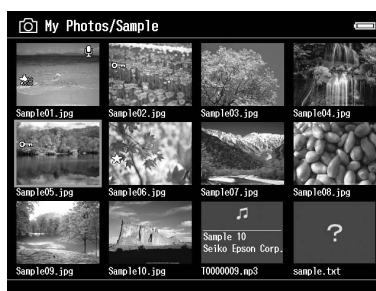 My Photos/Sample
Sample01.jpg
Sample02.jpg
Sample03.jpg
Sample04.jpg
Sample05.jpg
Sample06.jpg
Sample07.jpg
Sample08.jpg
Sample09.jpg
Sample10.jpg
Sample 10
Seiko Epson Corp.
T0000009.mp3
?
sample.txt